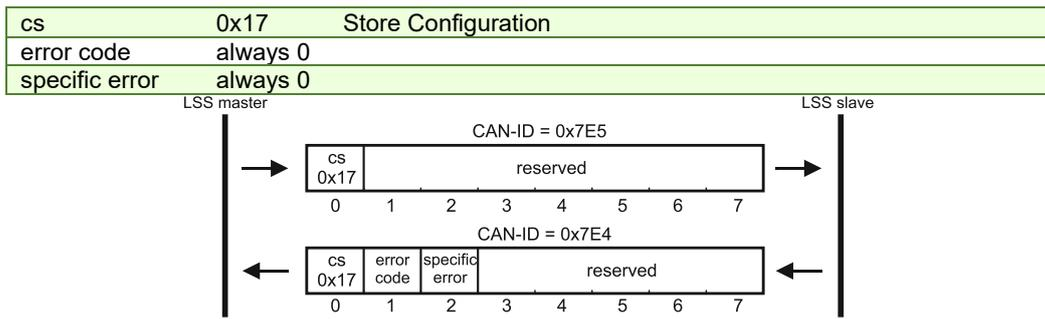 cs 0x17 Store Configuration
error code always 0
specific error always 0
LSS master LSS slave
CAN-ID = 0x7E5
cs
0x17
reserved
0 1 2 3 4 5 6 7
CAN-ID = 0x7E4
cs
0x17
error
code
specific
error
reserved
0 1 2 3 4 5 6 7